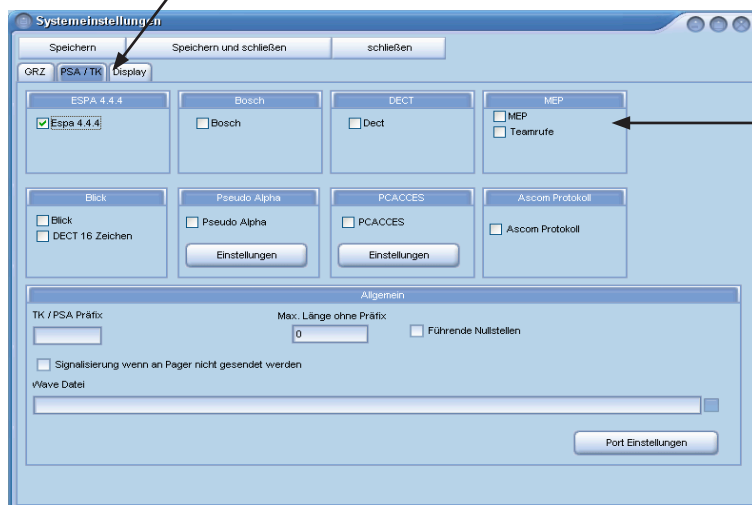 Systemeinstellungen
Speichern Speichern und schließen schließen
GRZ PSA / TK Display
ESPA 4.4.4 Bosch DECT MEP
Espa 4.4.4 Bosch Dect MEP
Teamrufe
Blick Pseudo Alpha PCACCES Ascom Protokoll
Blick Pseudo Alpha PCACCES Ascom Protokoll
DECT 16 Zeichen
Einstellungen Einstellungen
Allgemein
TK / PSA Präfix Max. Länge ohne Präfix
0 Führende Nullstellen
Signalisierung wenn an Pager nicht gesendet werden
Wave Datei
Port Einstellungen